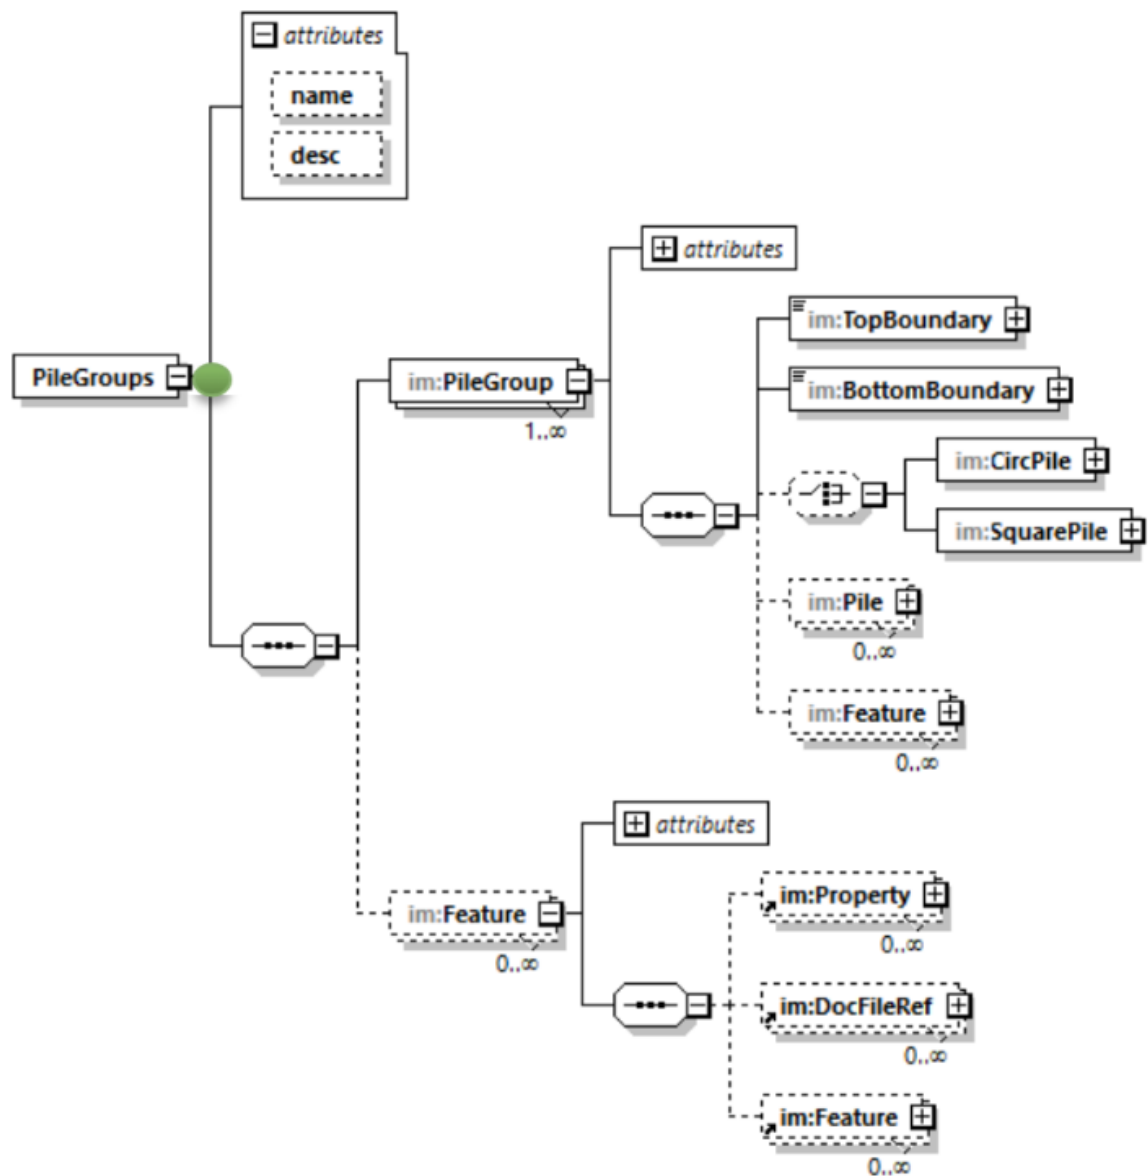 attributes
name
desc
attributes
im:TopBoundary
PileGroups
im:PileGroup
im:BottomBoundary
1..∞
im:CircPile
im:SquarePile
im:Pile
0..∞
im:Feature
0..∞
attributes
im:Property
im:Feature
0..∞
0..∞
im:DocFileRef
0..∞
im:Feature
0..∞